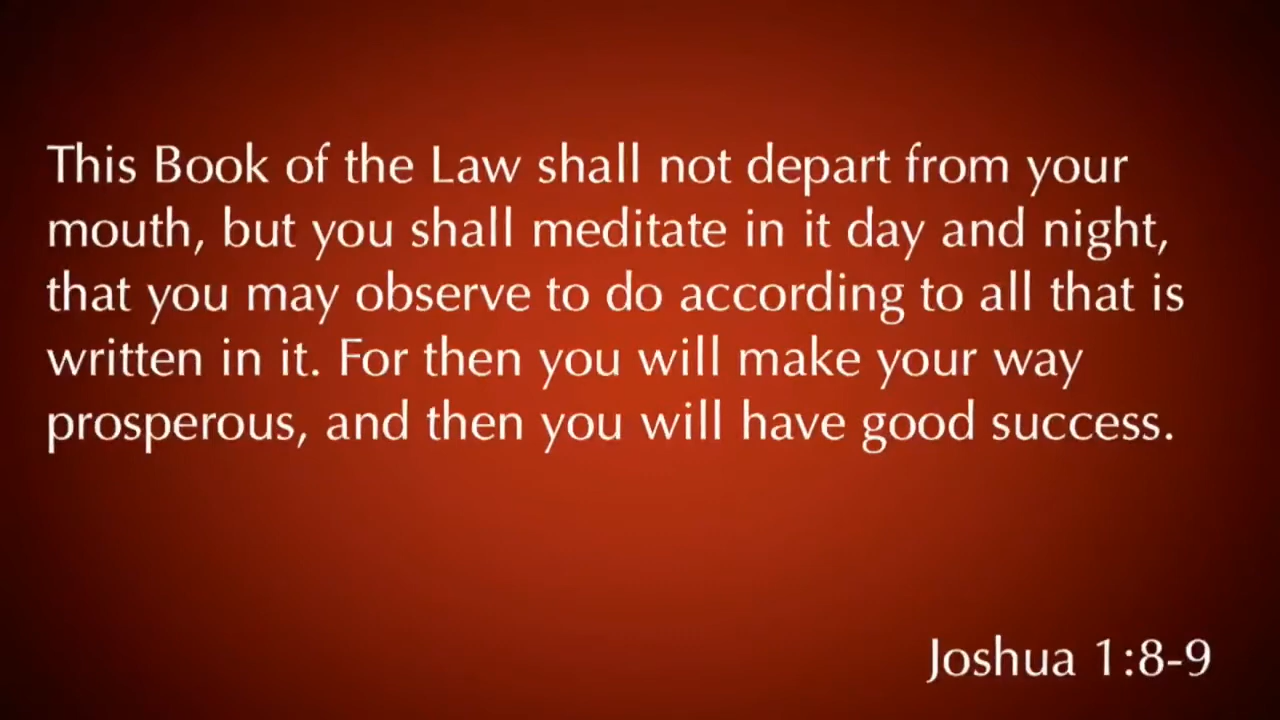 This Book of the Law shall not depart from your
mouth, but you shall meditate in it day and night,
that you may observe to do according to all that is
written in it. For then you will make your way
prosperous, and then you will have good success.
Joshua 1:8-9